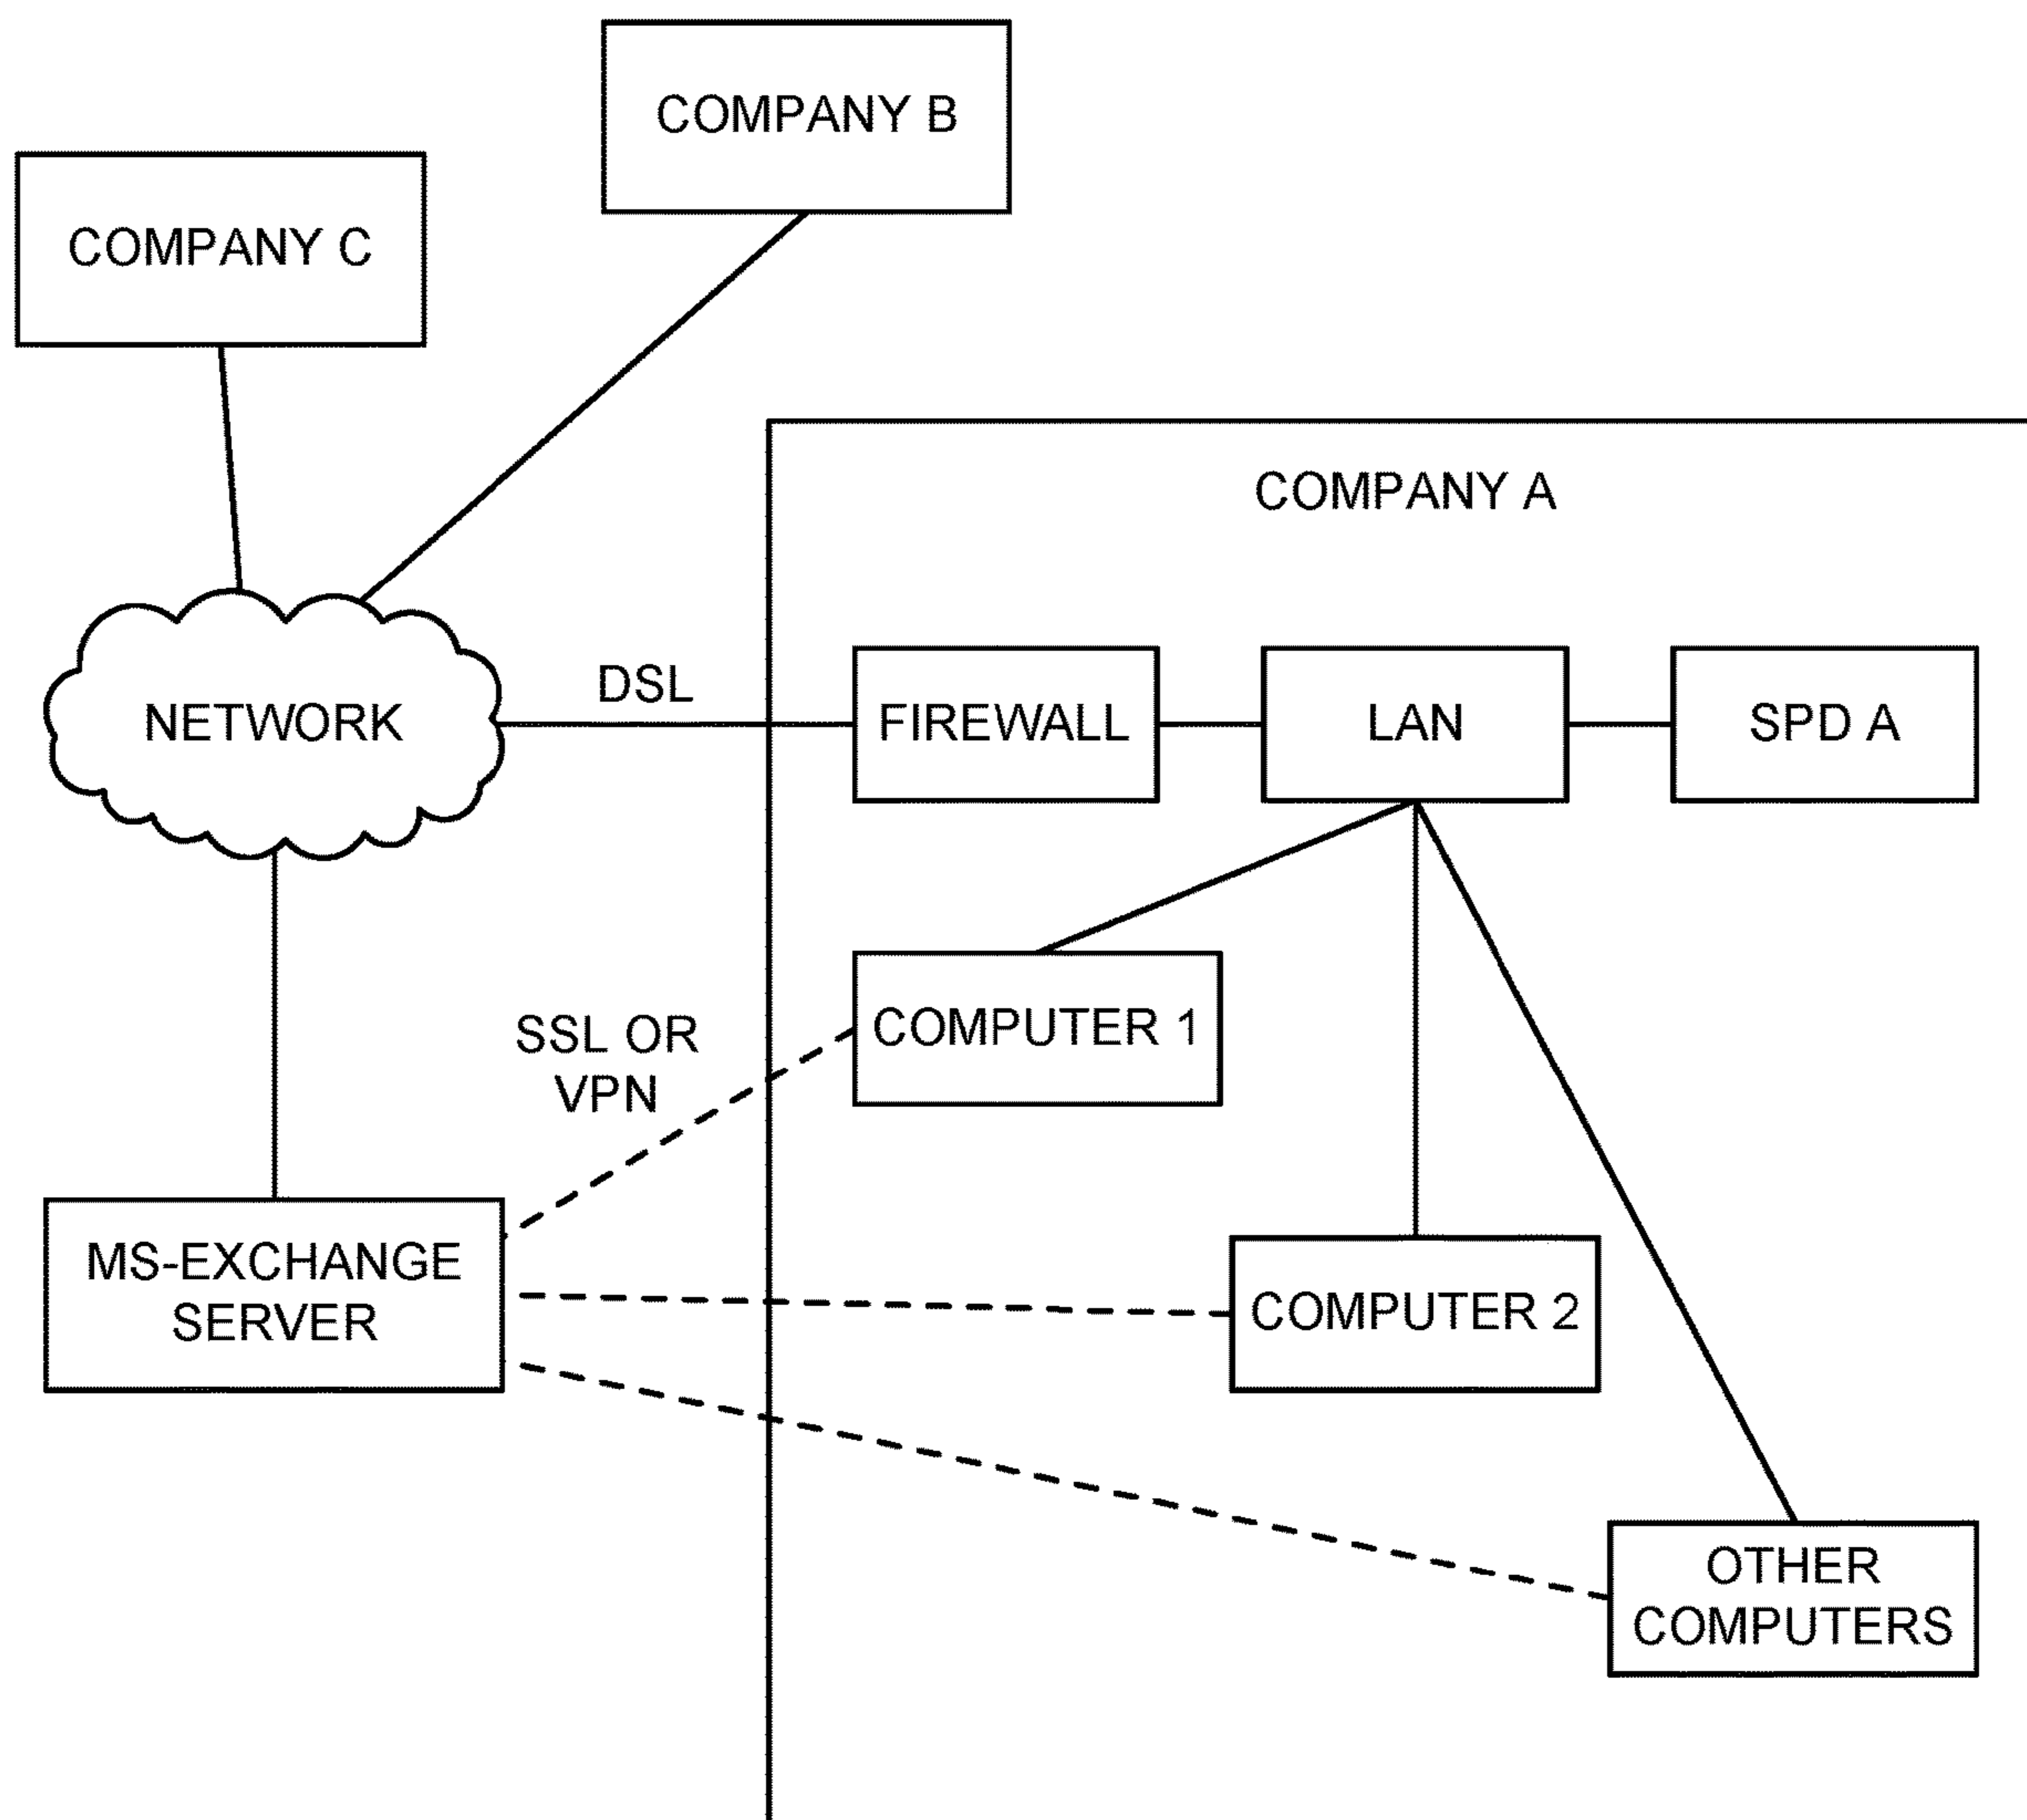 COMPANY B
COMPANY C
COMPANY A
DSL
NETWORK
FIREWALL
LAN
SPD A
SSL OR
VPN
COMPUTER 1
MS-EXCHANGE
SERVER
COMPUTER 2
OTHER
COMPUTERS